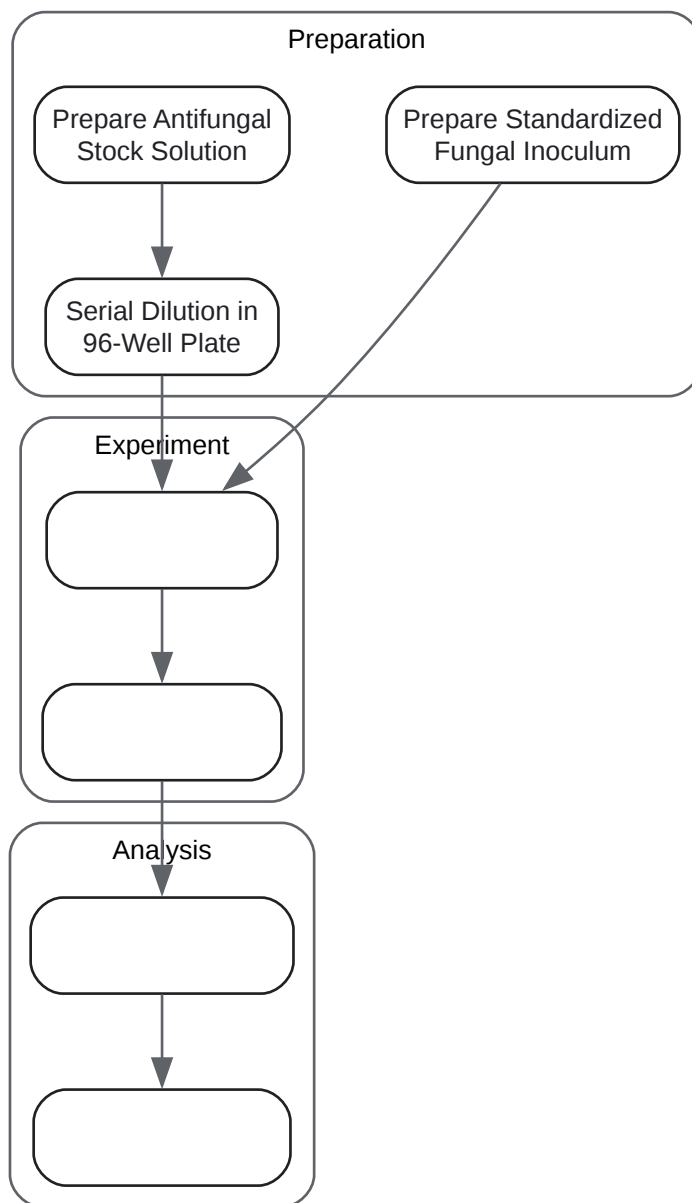 Preparation
Prepare Antifungal
Stock Solution
Prepare Standardized
Fungal Inoculum
Serial Dilution in
96-Well Plate
Experiment
Analysis